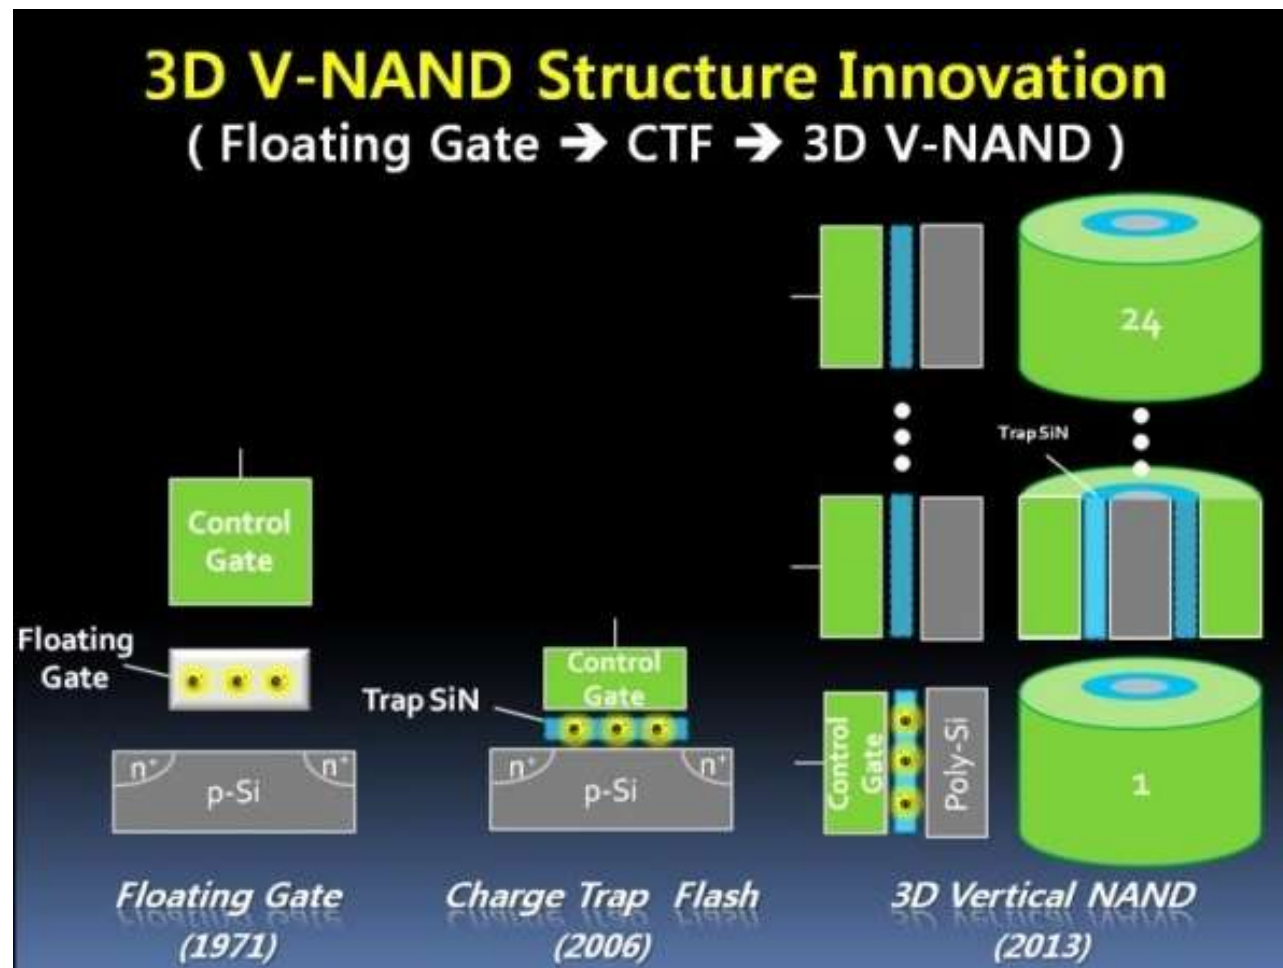 3D V-NAND Structure Innovation
( Floating Gate ➔ CTF ➔ 3D V-NAND )
24
Trap SiN
Control
Gate
Floating
Gate
n+
n+
p-Si
Floating Gate
(1971)
Control
Gate
Trap SiN
n+
n+
p-Si
Charge Trap Flash
(2006)
Control
Gate
Poly-Si
1
3D Vertical NAND
(2013)